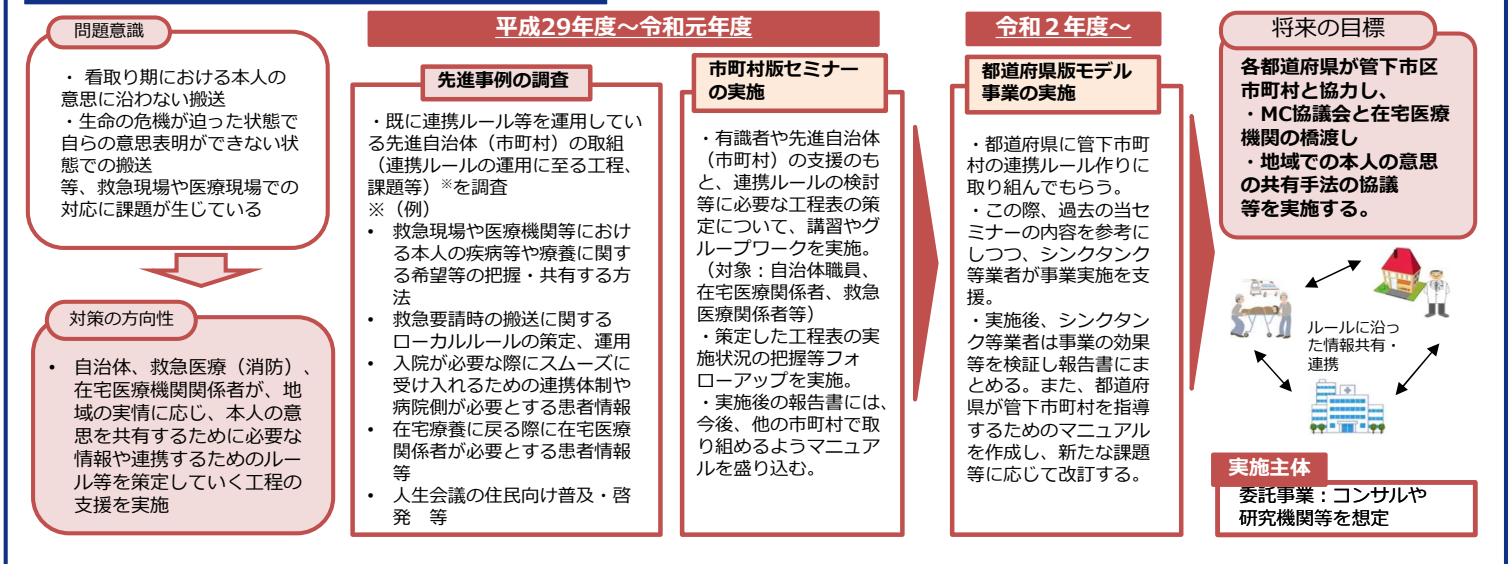 問題意識
・ 看取り期における本人の
意思に沿わない搬送
・生命の危機が迫った状態で
自らの意思表明ができない状
態での搬送
等、救急現場や医療現場での
対応に課題が生じている
対策の方向性
• 自治体、救急医療（消防）、
在宅医療機関関係者が、地
域の実情に応じ、本人の意
思を共有するために必要な
情報や連携するためのルー
ル等を策定していく工程の
支援を実施
平成29年度～令和元年度
先進事例の調査
・既に連携ルール等を運用してい
る先進自治体（市町村）の取組
（連携ルールの運用に至る工程、
課題等）※を調査
※（例）
• 救急現場や医療機関等におけ
る本人の疾病等や療養に関す
る希望等の把握・共有する方
法
• 救急要請時の搬送に関する
ローカルルールの策定、運用
• 入院が必要な際にスムーズに
受け入れるための連携体制や
病院側が必要とする患者情報
• 在宅療養に戻る際に在宅医療
関係者が必要とする患者情報
等
• 人生会議の住民向け普及・啓
発 等
市町村版セミナー
の実施
・有識者や先進自治体
（市町村）の支援のも
と、連携ルールの検討
等に必要な工程表の策
定について、講習やグ
ループワークを実施。
（対象：自治体職員、
在宅医療関係者、救急
医療関係者等）
・策定した工程表の実
施状況の把握等フォ
ローアップを実施。
・実施後の報告書には、
今後、他の市町村で取
り組めるようマニュア
ルを盛り込む。
令和２年度～
都道府県版モデル
事業の実施
・都道府県に管下市町
村の連携ルール作りに
取り組んでもらう。
・この際、過去の当セ
ミナーの内容を参考に
しつつ、シンクタンク
等業者が事業実施を支
援。
・実施後、シンクタン
ク等業者は事業の効果
等を検証し報告書にま
とめる。また、都道府
県が管下市町村を指導
するためのマニュアル
を作成し、新たな課題
等に応じて改訂する。
将来の目標
各都道府県が管下市区
市町村と協力し、
・MC協議会と在宅医療
機関の橋渡し
・地域での本人の意思
の共有手法の協議
等を実施する。
ルールに沿っ
た情報共有・
連携
実施主体
委託事業：コンサルや
研究機関等を想定